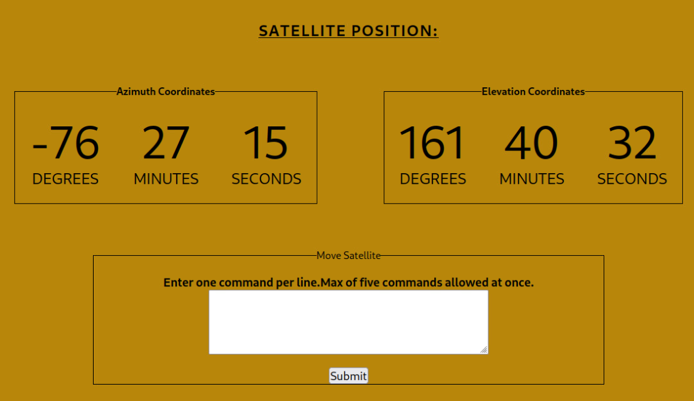 SATELLITE POSITION:
Azimuth Coordinates
-76 27 15
DEGREES MINUTES SECONDS
Elevation Coordinates
161 40 32
DEGREES MINUTES SECONDS
Move Satellite
Enter one command per line.Max of five commands allowed at once.
Submit